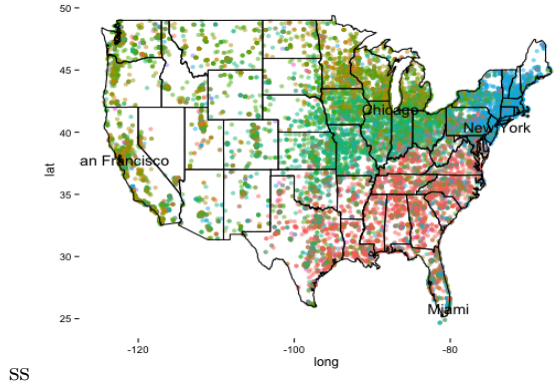 50
45
40
35
30
25
lat
Chicago
New York
an Francisco
Miami
-120
-100
-80
long
SS